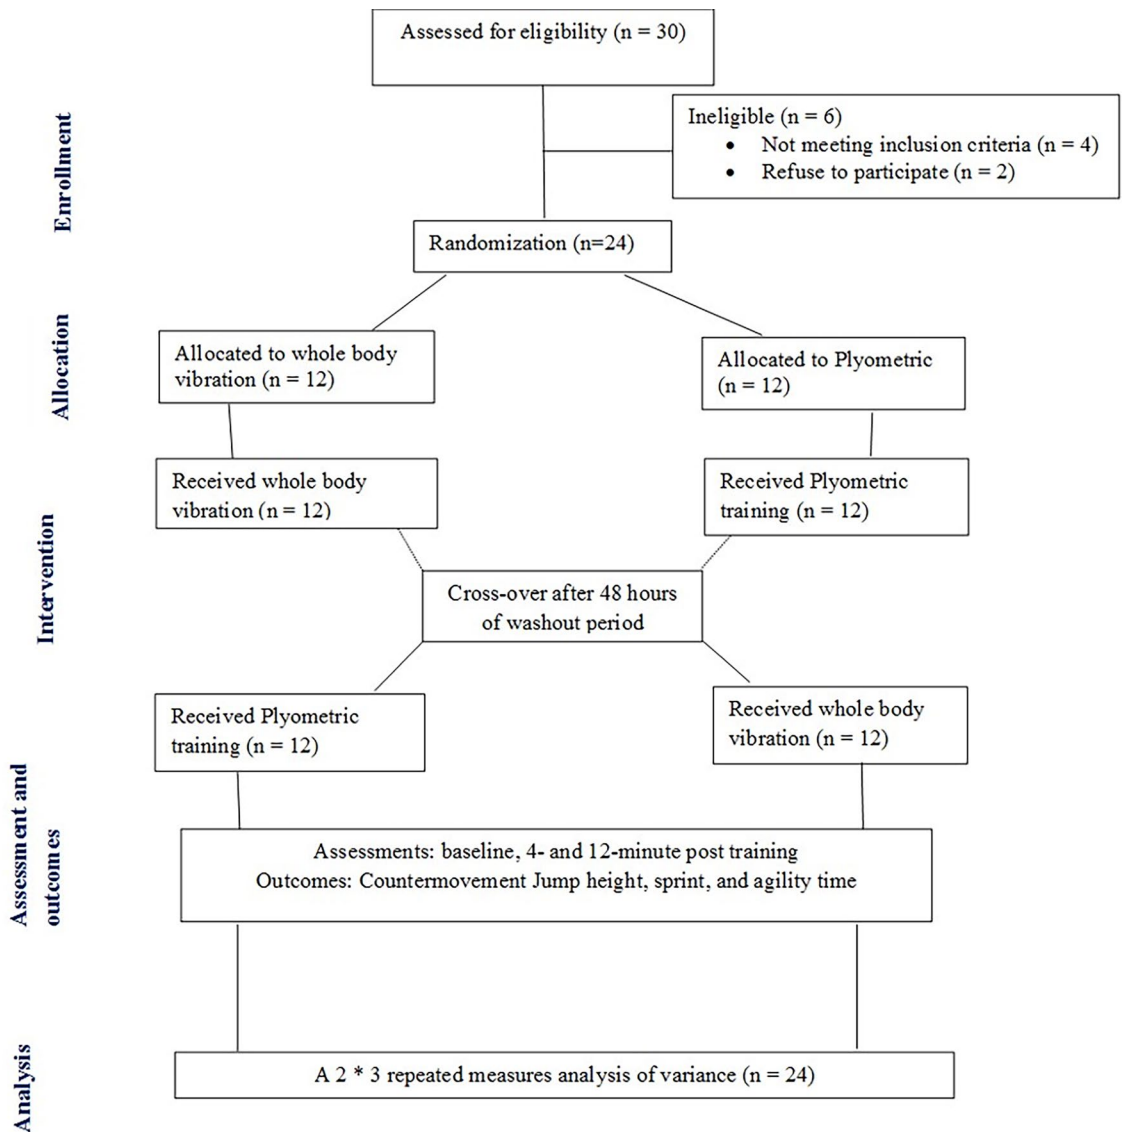 Assessed for eligibility (n = 30)
Enrollment
Ineligible (n = 6)
• Not meeting inclusion criteria (n = 4)
• Refuse to participate (n = 2)
Randomization (n=24)
Allocation
Allocated to whole body
vibration (n = 12)
Allocated to Plyometric
(n = 12)
Intervention
Received whole body
vibration (n = 12)
Received Plyometric
training (n = 12)
Cross-over after 48 hours
of washout period
Received Plyometric
training (n = 12)
Received whole body
vibration (n = 12)
Assessment and
outcomes
Assessments: baseline, 4- and 12-minute post training
Outcomes: Countermovement Jump height, sprint, and agility time
Analysis
A 2 * 3 repeated measures analysis of variance (n = 24)